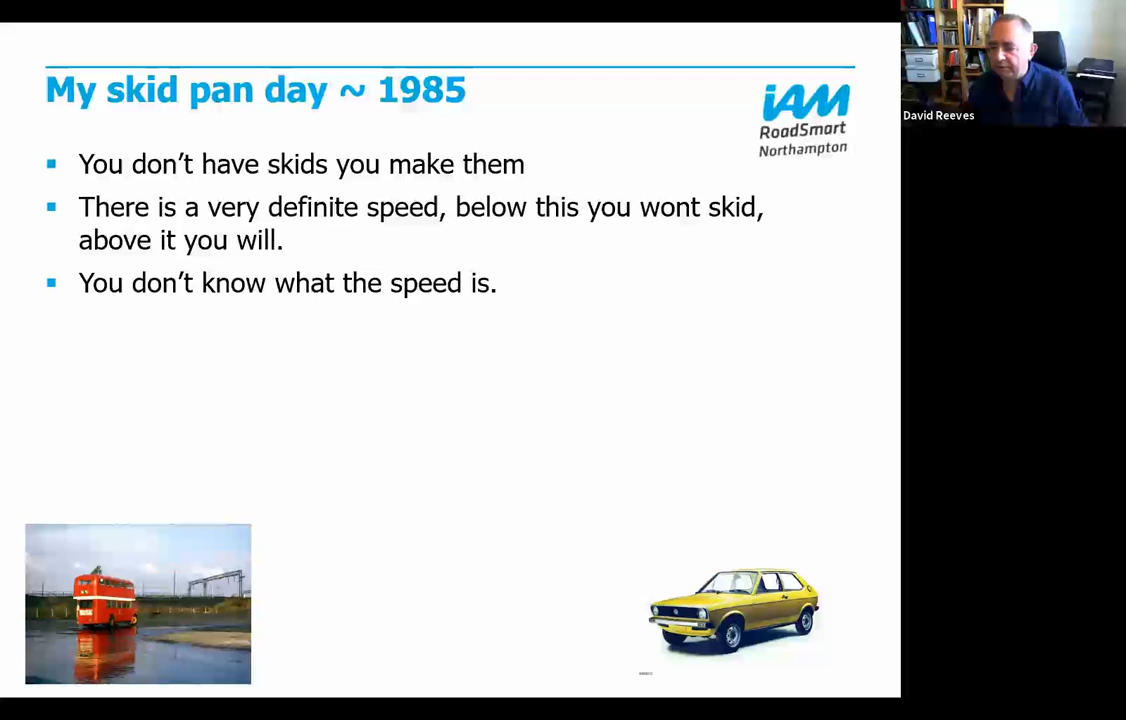 My skid pan day ~ 1985
iAM
RoadSmart
Northampton
You don't have skids you make them
There is a very definite speed, below this you wont skid,
above it you will.
You don't know what the speed is.
David Reeves